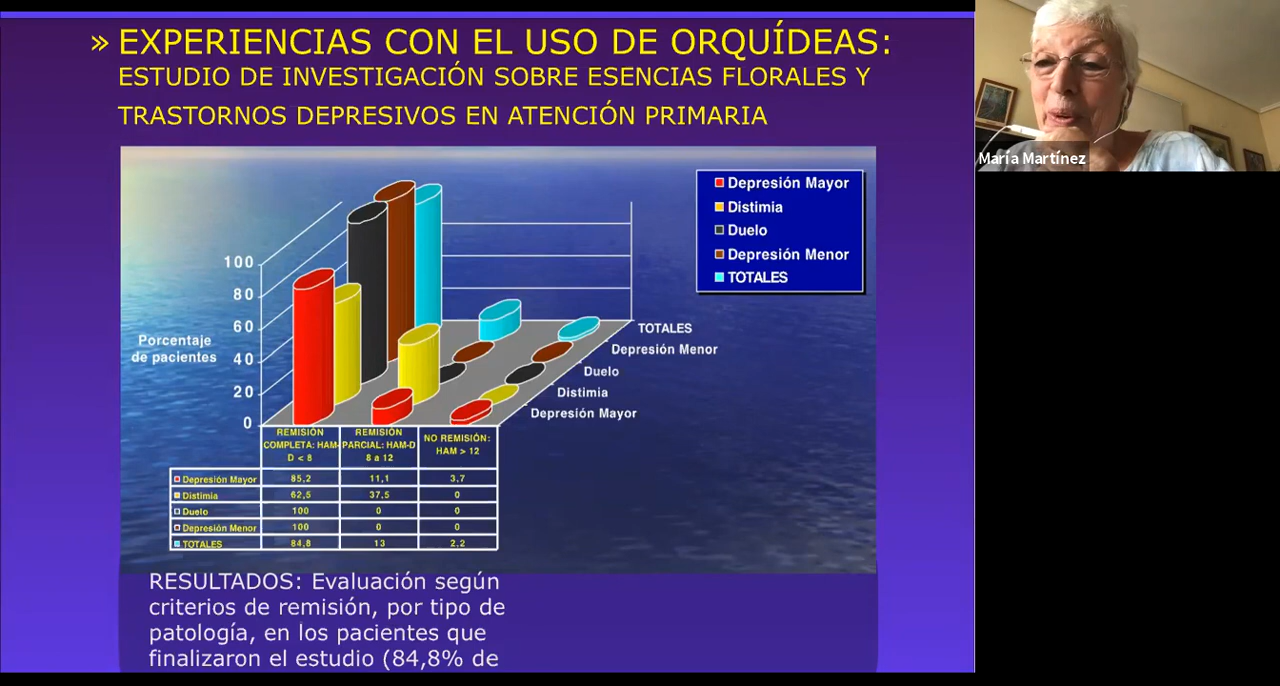 » EXPERIENCIAS CON EL USO DE ORQUÍDEAS:
ESTUDIO DE INVESTIGACIÓN SOBRE ESENCIAS FLORALES Y
TRASTORNOS DEPRESIVOS EN ATENCIÓN PRIMARIA
María Martínez
Depresión Mayor
Distimia
Duelo
Depresión Menor
TOTALES
100
80
60
40
20
0
Porcentaje
de pacientes
TOTALES
Depresión Menor
Duelo
Distimia
Depresión Mayor
REMISIÓN
COMPLETA: HAM-
D < 8
REMISIÓN
PARCIAL: HAM-D
8 a 12
NO REMISIÓN:
HAM > 12
Depresión Mayor 85,2 11,1 3,7
Distimia 62,5 37,5 0
Duelo 100 0 0
Depresión Menor 100 0 0
TOTALES 84,8 13 2,2
RESULTADOS: Evaluación según
criterios de remisión, por tipo de
patología, en los pacientes que
finalizaron el estudio (84,8% de